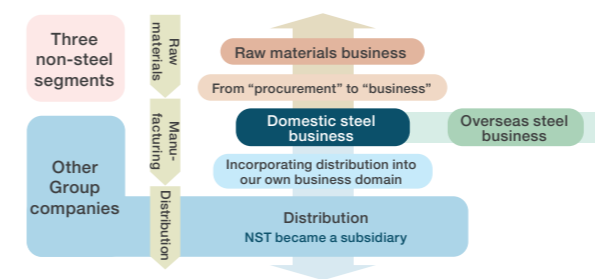 Three
non-steel
segments
Raw
materials
Raw materials business
From “procurement” to “business”
Manu-
facturing
Domestic steel
business
Overseas steel
business
Other
Group
companies
Incorporating distribution into
our own business domain
Distribution
Distribution
NST became a subsidiary